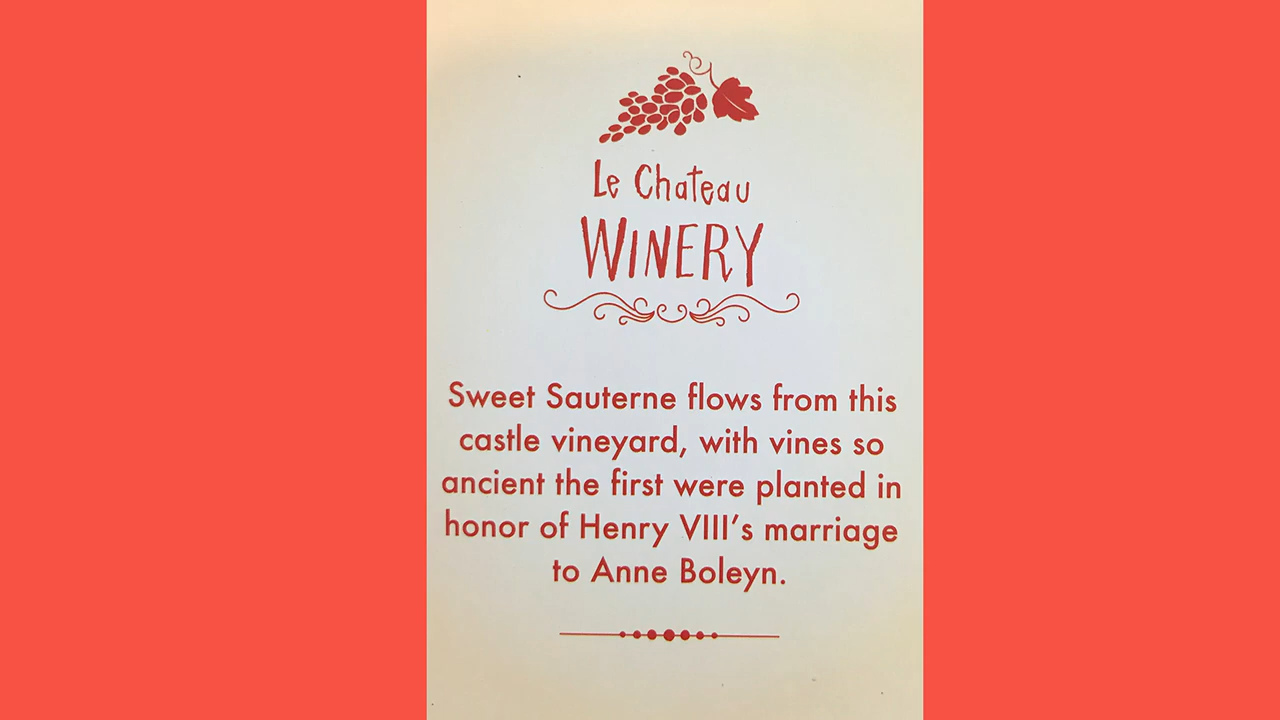 Le Chateau
WINERY
Sweet Sauterne flows from this
castle vineyard, with vines so
ancient the first were planted in
honor of Henry VIII's marriage
to Anne Boleyn.